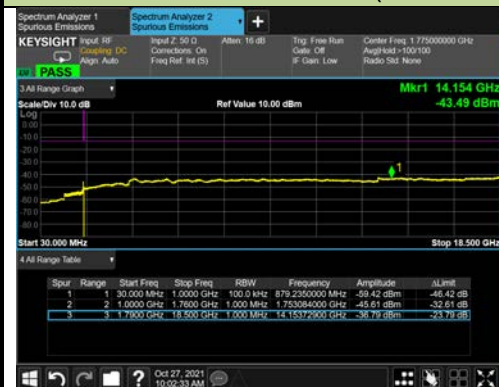 Spectrum Analyzer 1
Spurious Emissions
Spectrum Analyzer 2
Spurious Emissions
KEYSIGHT
Input: RF
Coupling: DC
Align: Auto
Input Z: 50 Ω
Corrections: On
Freq Ref: Int (S)
Atten: 16 dB
Trig: Free Run
Gate: Off
IF Gain: Low
Center Freq: 1.775000000 GHz
Avg|Hold:>100/100
Radio Std: None
PASS
3 All Range Graph
Mkr1 14.154 GHz
Scale/Div 10.0 dB
Ref Value 10.00 dBm
-43.49 dBm
Log
0.00
-10.0
-20.0
-30.0
-40.0
-50.0
-60.0
-70.0
-80.0
1
Start 30.000 MHz
Stop 18.500 GHz
4 All Range Table
Spur Range Start Freq Stop Freq RBW Frequency Amplitude ΔLimit
1 1 30.000 MHz 1.0000 GHz 100.0 kHz 879.2350000 MHz -59.42 dBm -46.42 dB
2 2 1.0000 GHz 1.7600 GHz 1.000 MHz 1.753084000 GHz -45.61 dBm -32.61 dB
3 3 1.7900 GHz 18.500 GHz 1.000 MHz 14.15372900 GHz -36.79 dBm -23.79 dB
Oct 27, 2021
10:02:33 AM